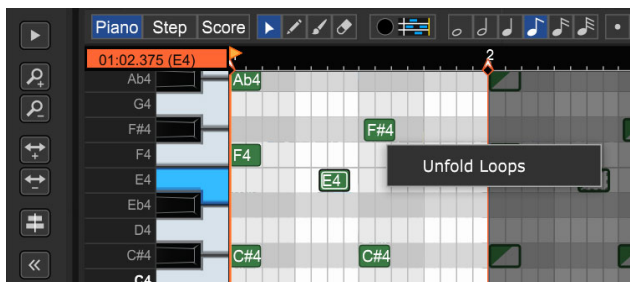 Piano Step Score
01:02.375 (E4)
2
Ab4 Ab4
G4
F#4 F#4
F4 F4
Unfold Loops
E4 E4
Eb4
D4
C#4 C#4 C#4
C4